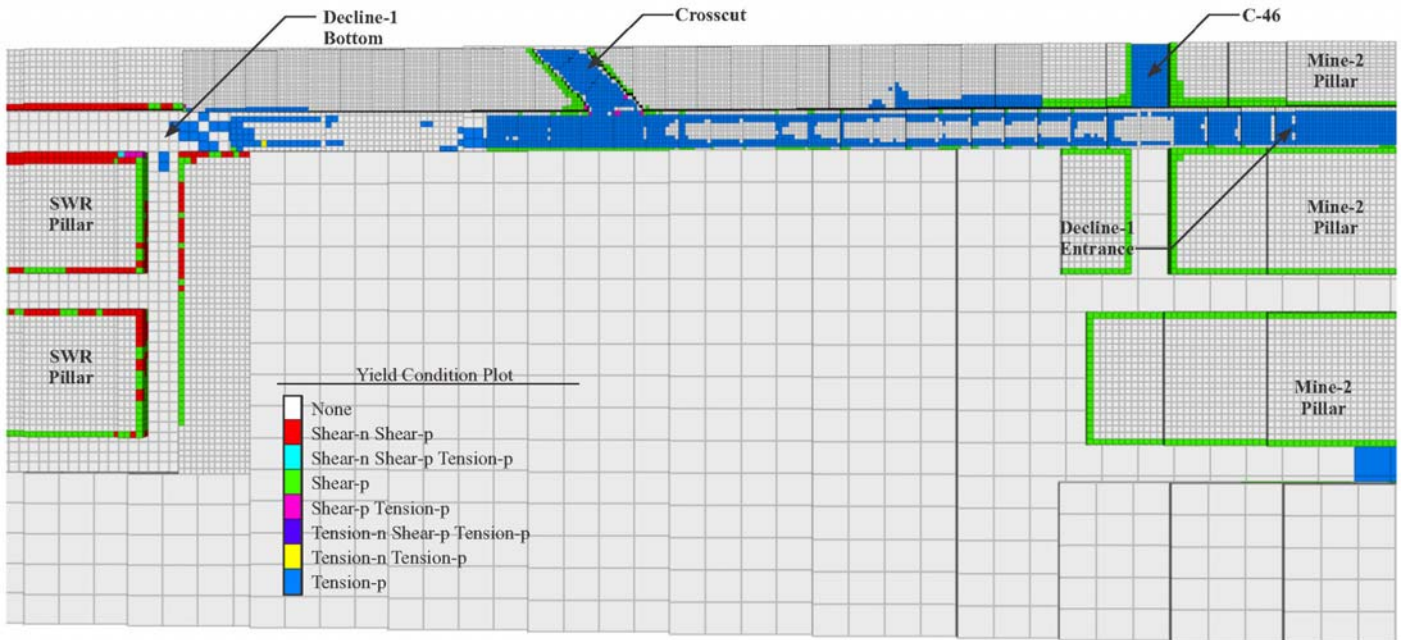 Decline-1
Bottom
Crosscut
C-46
Mine-2
Pillar
SWR
Pillar
Mine-2
Pillar
Decline-1
Entrance
SWR
Pillar
Mine-2
Pillar
Yield Condition Plot
None
Shear-n Shear-p
Shear-n Shear-p Tension-p
Shear-p
Shear-p Tension-p
Tension-n Shear-p Tension-p
Tension-n Tension-p
Tension-p